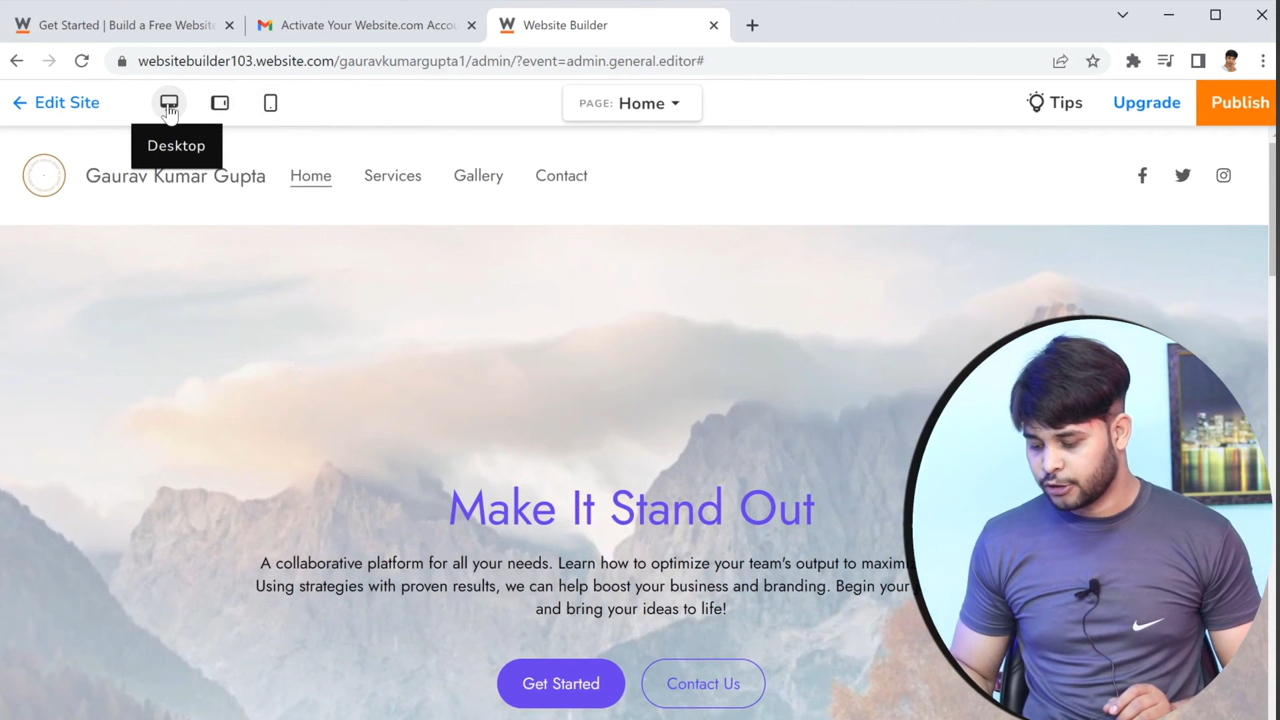 Get Started | Build a Free Website
Activate Your Website.com Accou
Website Builder
websitebuilder103.website.com/gauravkumargupta1/admin/?event=admin.general.editor#
Edit Site
PAGE: Home
Tips
Upgrade
Publish
Desktop
Gaurav Kumar Gupta
Home
Services
Gallery
Contact
Make It Stand Out
A collaborative platform for all your needs. Learn how to optimize your team's output to maximi
Using strategies with proven results, we can help boost your business and branding. Begin your
and bring your ideas to life!
Get Started
Contact Us